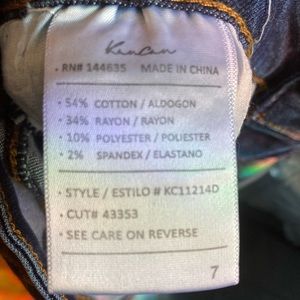 KanCan
• RN# 144635 MADE IN CHINA
• 54% COTTON / ALDOGON
• 34% RAYON / RAYON
• 10% POLYESTER / POLIESTER
• 2% SPANDEX / ELASTANO
• STYLE / ESTILO # KC11214D
• CUT# 43353
• SEE CARE ON REVERSE
7